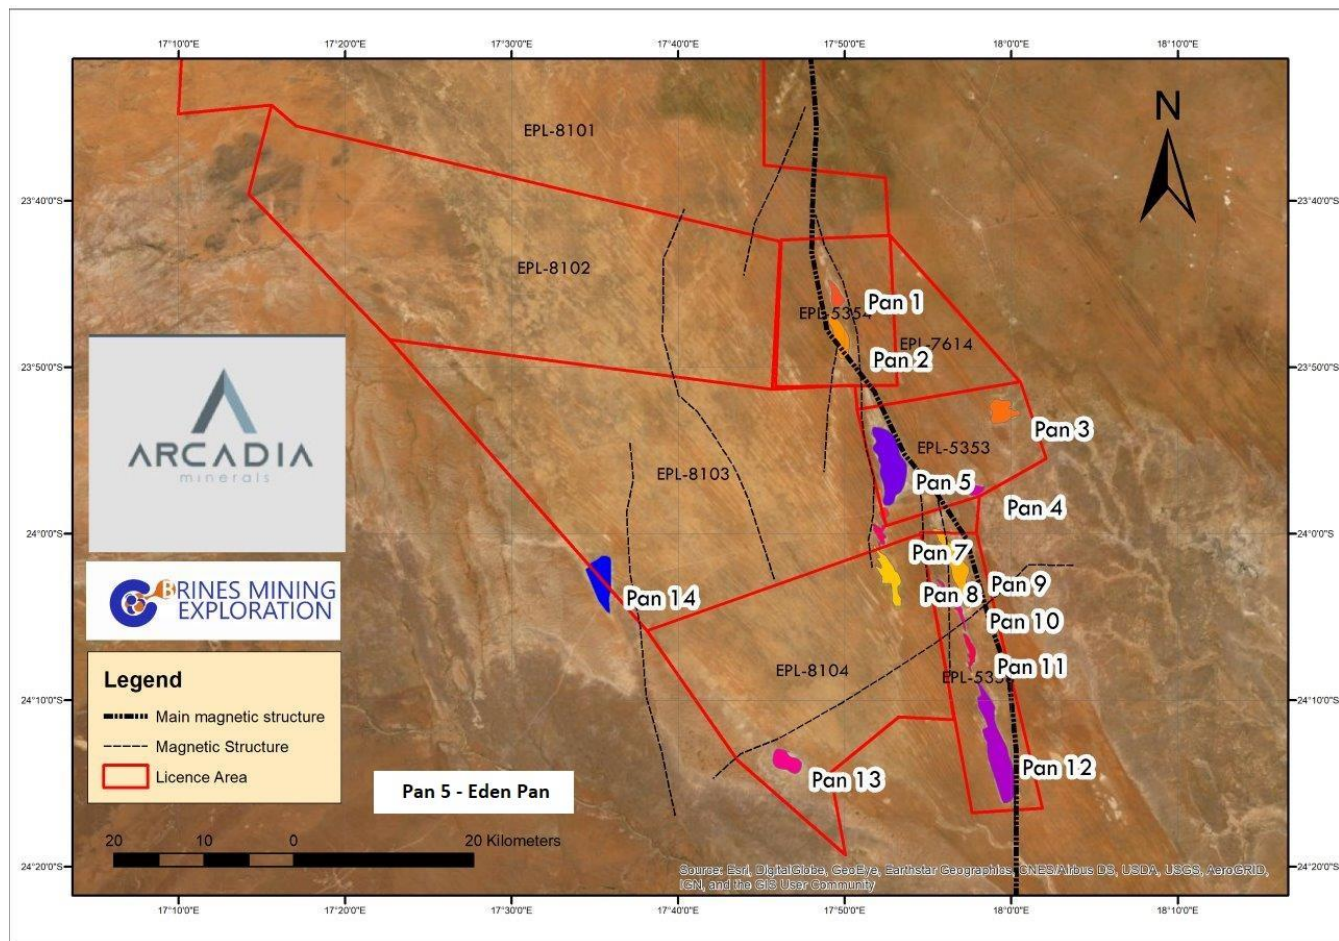 17°10'0"E 17°20'0"E 17°30'0"E 17°40'0"E 17°50'0"E 18°0'0"E 18°10'0"E
N
EPL-8101
23°40'0"S 23°40'0"S
EPL-8102
Pan 1
EPL-5354
EPL-7614
Pan 2
23°50'0"S 23°50'0"S
ARCADIA
minerals
Pan 3
EPL-5353
EPL-8103
Pan 5
Pan 4
24°0'0"S 24°0'0"S
Pan 7
BRINES MINING
EXPLORATION
Pan 14
Pan 8
Pan 9
Pan 10
Pan 11
EPL-8104
Legend
Main magnetic structure
Magnetic Structure
Licence Area
24°10'0"S 24°10'0"S
Pan 12
Pan 13
Pan 5 - Eden Pan
20 10 0 20 Kilometers
24°20'0"S 24°20'0"S
Source: Esri, DigitalGlobe, GeoEye, Earthstar Geographics, CNES/Airbus DS, USDA, USGS, AeroGRID,
IGN, and the GIS User Community
17°10'0"E 17°20'0"E 17°30'0"E 17°40'0"E 17°50'0"E 18°0'0"E 18°10'0"E